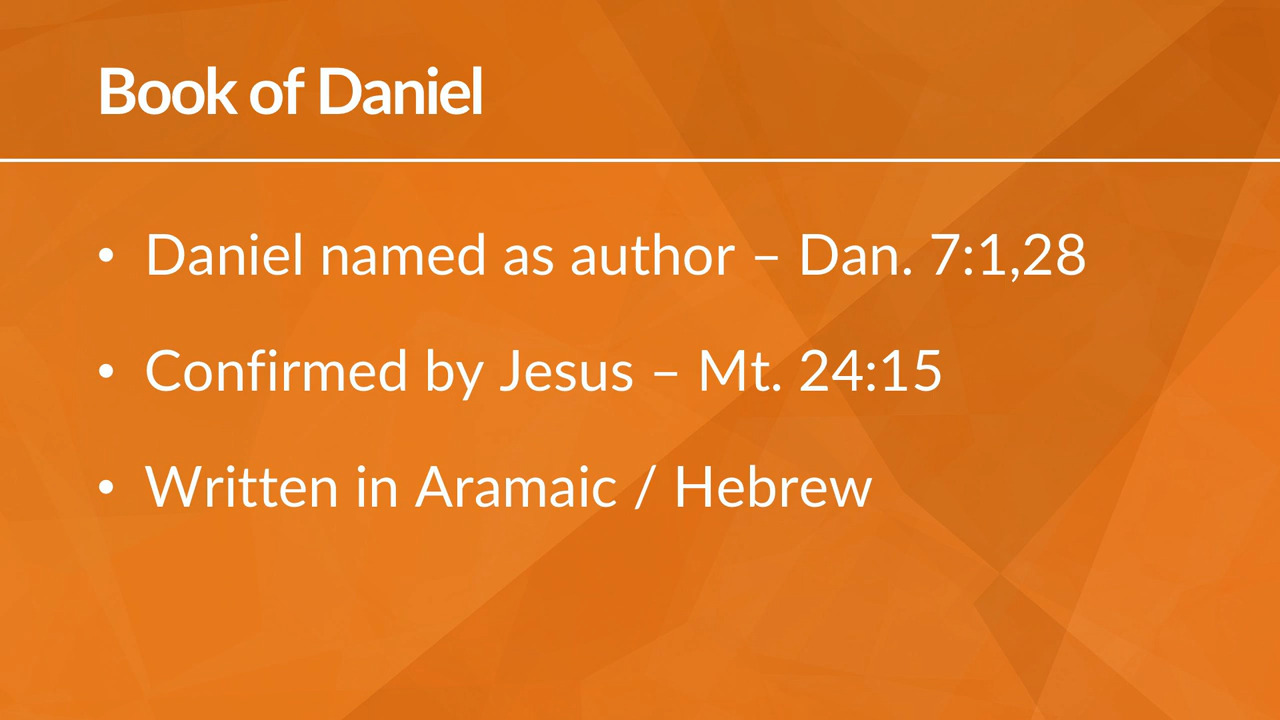 Book of Daniel
• Daniel named as author – Dan. 7:1,28
• Confirmed by Jesus – Mt. 24:15
• Written in Aramaic / Hebrew